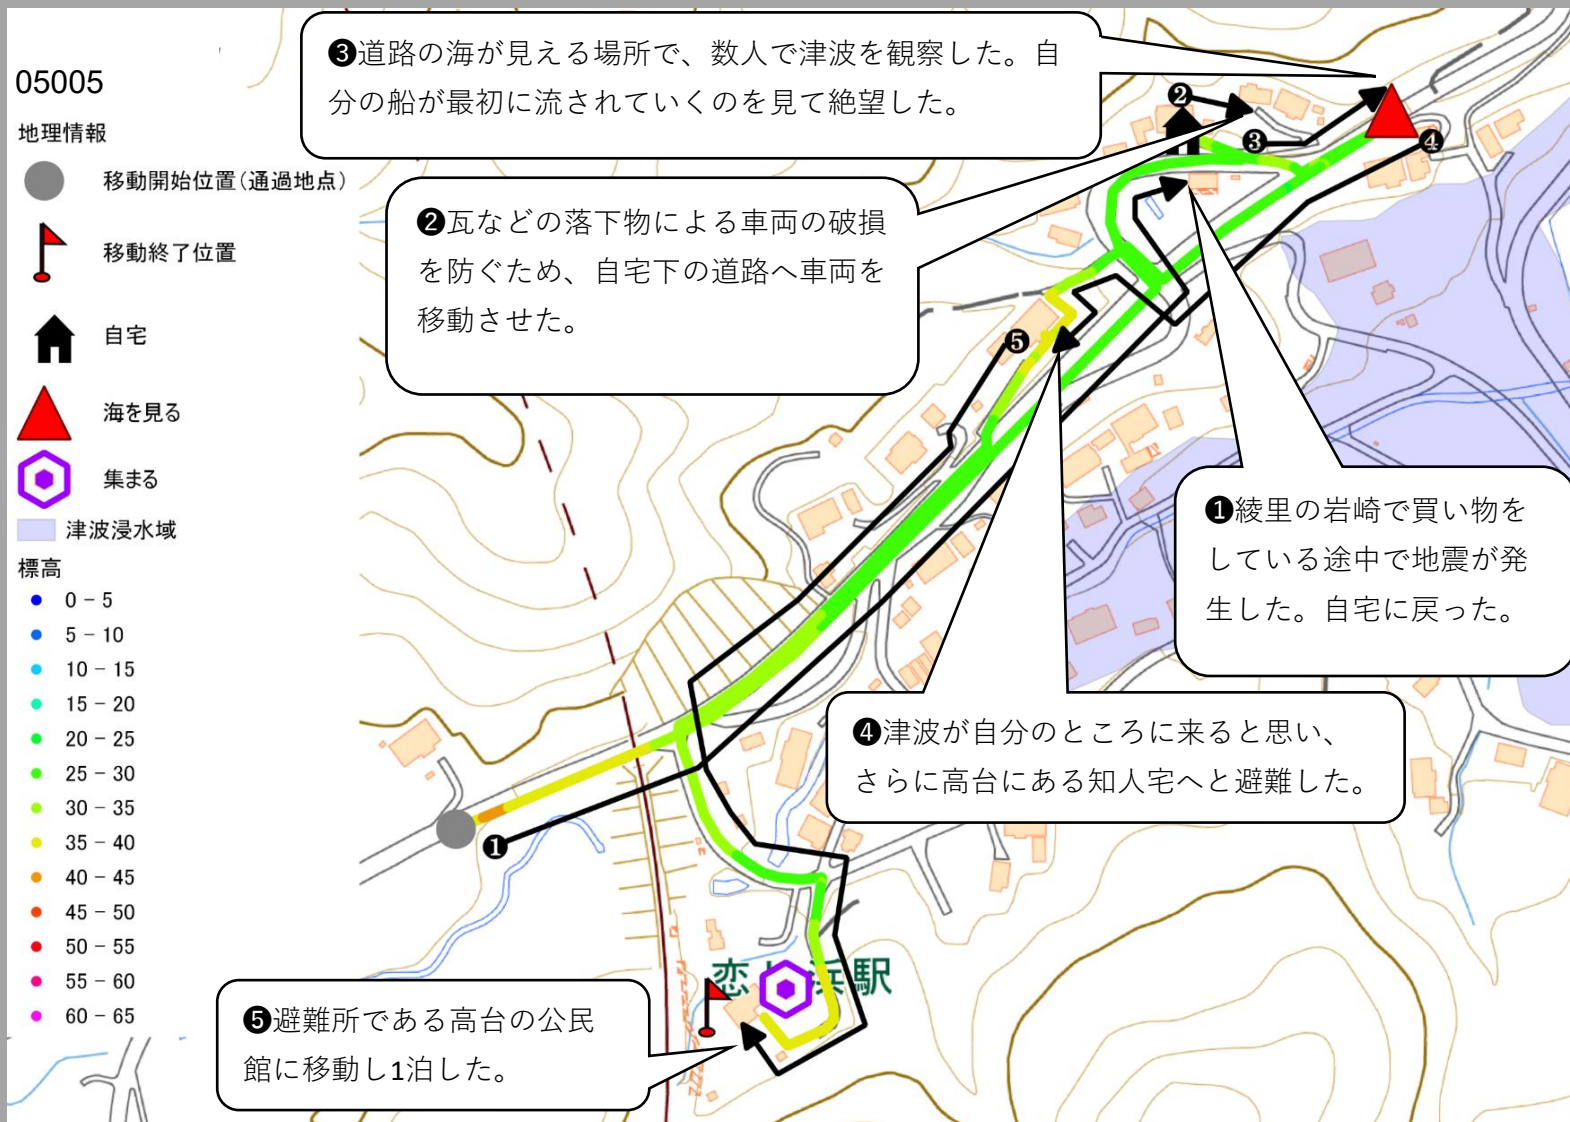 05005
地理情報
移動開始位置(通過地点)
移動終了位置
自宅
海を見る
集まる
津波浸水域
標高
0 - 5
5 - 10
10 - 15
15 - 20
20 - 25
25 - 30
30 - 35
35 - 40
40 - 45
45 - 50
50 - 55
55 - 60
60 - 65
❸道路の海が見える場所で、数人で津波を観察した。自
分の船が最初に流されていくのを見て絶望した。
❷瓦などの落下物による車両の破損
を防ぐため、自宅下の道路へ車両を
移動させた。
❷
❸
❹
❺
❶綾里の岩崎で買い物を
している途中で地震が発
生した。自宅に戻った。
❹津波が自分のところに来ると思い、
さらに高台にある知人宅へと避難した。
❶
恋 浜駅
❺避難所である高台の公民
館に移動し1泊した。